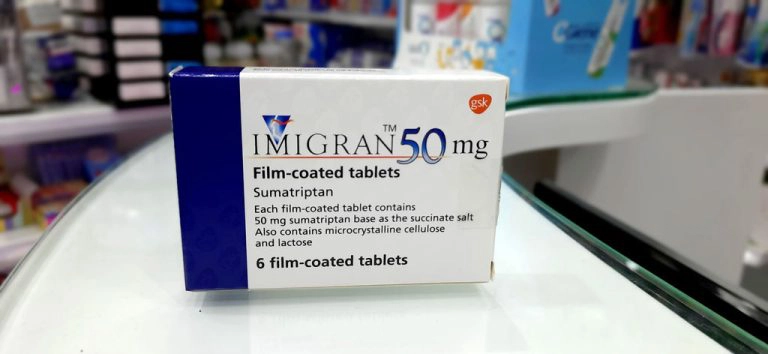 gsk
IMIGRAN™ 50 mg
Film-coated tablets
Sumatriptan
Each film-coated tablet contains
50 mg sumatriptan base as the succinate salt
Also contains microcrystalline cellulose
and lactose
6 film-coated tablets